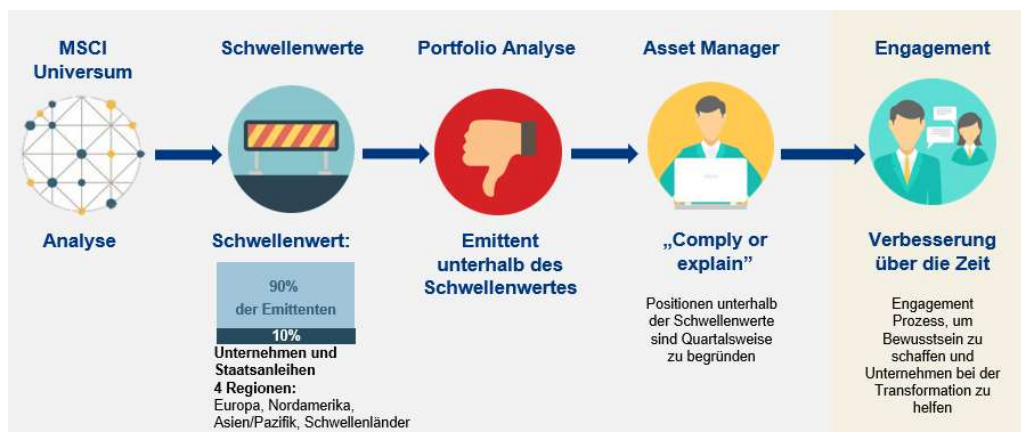 MSCI
Universum
Analyse
Schwellenwerte
Schwellenwert:
90%
der Emittenten
10%
Unternehmen und
Staatsanleihen
4 Regionen:
Europa, Nordamerika,
Asien/Pazifik, Schwellenländer
Portfolio Analyse
Emittent
unterhalb des
Schwellenwertes
Asset Manager
„Comply or
explain”
Positionen unterhalb
der Schwellenwerte
sind Quartalsweise
zu begründen
Engagement
Verbesserung
über die Zeit
Engagement
Prozess, um
Bewusstsein zu
schaffen und
Unternehmen bei der
Transformation zu
helfen